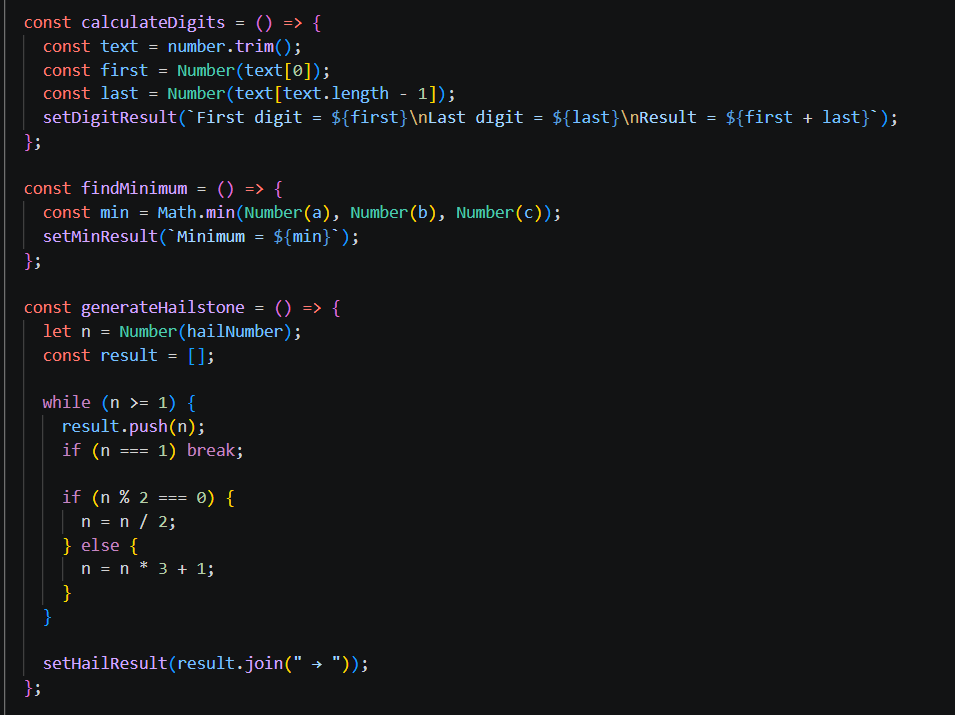 const calculateDigits = () => {
  const text = number.trim();
  const first = Number(text[0]);
  const last = Number(text[text.length - 1]);
  setDigitResult(`First digit = ${first}\nLast digit = ${last}\nResult = ${first + last}`);
};

const findMinimum = () => {
  const min = Math.min(Number(a), Number(b), Number(c));
  setMinResult(`Minimum = ${min}`);
};

const generateHailstone = () => {
  let n = Number(hailNumber);
  const result = [];

  while (n >= 1) {
    result.push(n);
    if (n === 1) break;

    if (n % 2 === 0) {
      n = n / 2;
    } else {
      n = n * 3 + 1;
    }
  }

  setHailResult(result.join(" → "));
};